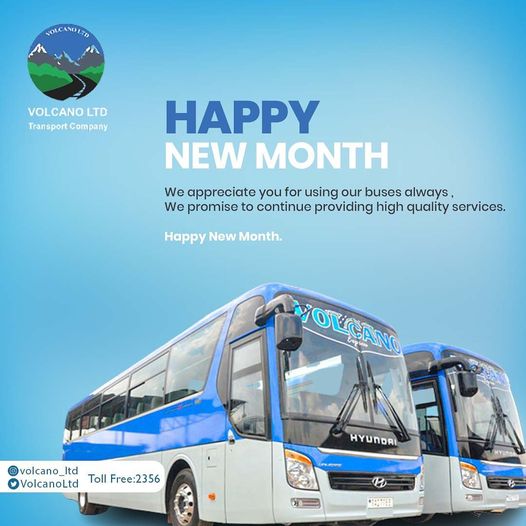 VOLCANO LTD
VOLCANO LTD
Transport Company
HAPPY
NEW MONTH
We appreciate you for using our buses always ,
We promise to continue providing high quality services.
Happy New Month.
VOLCANO
Express
HYUNDAI
volcano_ltd
VolcanoLtd
Toll Free:2356